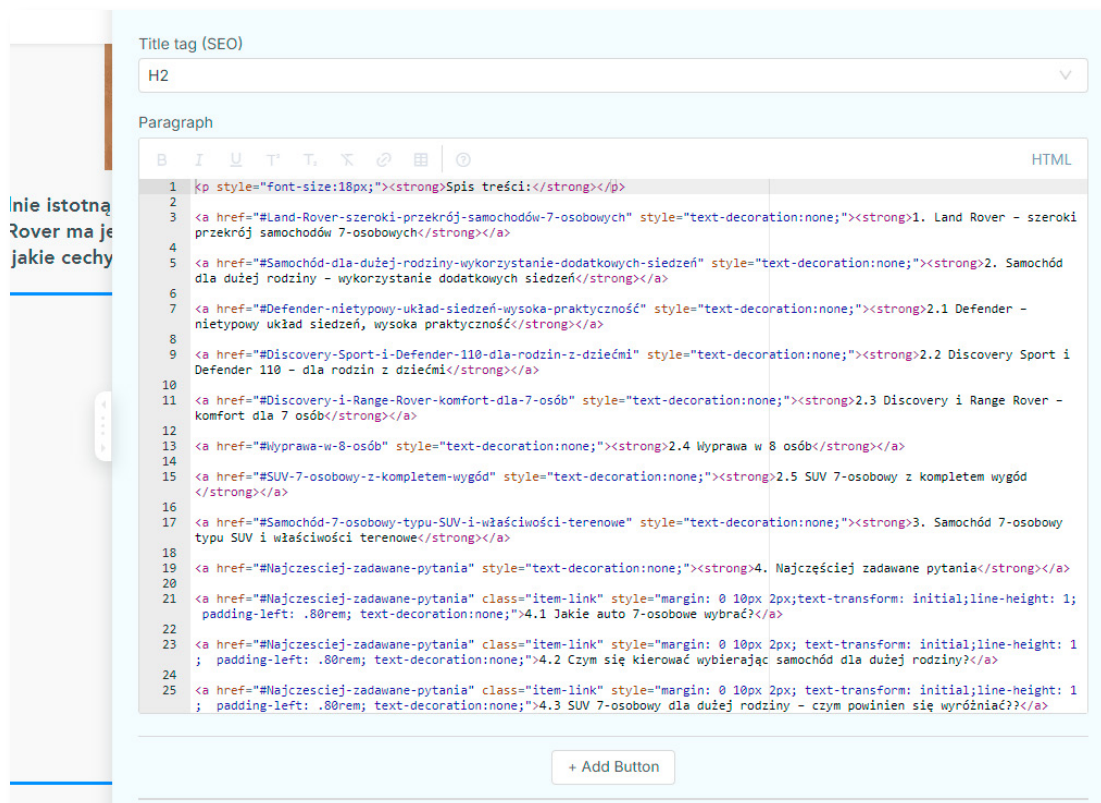 Title tag (SEO)
H2
Paragraph
B I U T² T₂ HTML
lnie istotną
Rover ma je
jakie cechy
1 <p style="font-size:18px;"><strong>Spis treści:</strong></p>
2
3 <a href="#Land-Rover-szeroki-przekrój-samochodów-7-osobowych" style="text-decoration:none;"><strong>1. Land Rover – szeroki
przekrój samochodów 7-osobowych</strong></a>
4
5 <a href="#Samochód-dla-dużej-rodziny-wykorzystanie-dodatkowych-siedzeń" style="text-decoration:none;"><strong>2. Samochód
dla dużej rodziny – wykorzystanie dodatkowych siedzeń</strong></a>
6
7 <a href="#Defender-nietypowy-układ-siedzeń-wysoka-praktyczność" style="text-decoration:none;"><strong>2.1 Defender –
nietypowy układ siedzeń, wysoka praktyczność</strong></a>
8
9 <a href="#Discovery-Sport-i-Defender-110-dla-rodzin-z-dziećmi" style="text-decoration:none;"><strong>2.2 Discovery Sport i
Defender 110 – dla rodzin z dziećmi</strong></a>
10
11 <a href="#Discovery-i-Range-Rover-komfort-dla-7-osób" style="text-decoration:none;"><strong>2.3 Discovery i Range Rover –
komfort dla 7 osób</strong></a>
12
13 <a href="#Wyprawa-w-8-osób" style="text-decoration:none;"><strong>2.4 Wyprawa w 8 osób</strong></a>
14
15 <a href="#SUV-7-osobowy-z-kompletem-wygód" style="text-decoration:none;"><strong>2.5 SUV 7-osobowy z kompletem wygód
</strong></a>
16
17 <a href="#Samochód-7-osobowy-typu-SUV-i-właściwości-terenowe" style="text-decoration:none;"><strong>3. Samochód 7-osobowy
typu SUV i właściwości terenowe</strong></a>
18
19 <a href="#Najczesciej-zadawane-pytania" style="text-decoration:none;"><strong>4. Najczęściej zadawane pytania</strong></a>
20
21 <a href="#Najczesciej-zadawane-pytania" class="item-link" style="margin: 0 10px 2px;text-transform: initial;line-height: 1;
padding-left: .80rem; text-decoration:none;">4.1 Jakie auto 7-osobowe wybrać?</a>
22
23 <a href="#Najczesciej-zadawane-pytania" class="item-link" style="margin: 0 10px 2px; text-transform: initial;line-height: 1
; padding-left: .80rem; text-decoration:none;">4.2 Czym się kierować wybierając samochód dla dużej rodziny?</a>
24
25 <a href="#Najczesciej-zadawane-pytania" class="item-link" style="margin: 0 10px 2px; text-transform: initial;line-height: 1
; padding-left: .80rem; text-decoration:none;">4.3 SUV 7-osobowy dla dużej rodziny – czym powinien się wyróżniać??</a>
+ Add Button